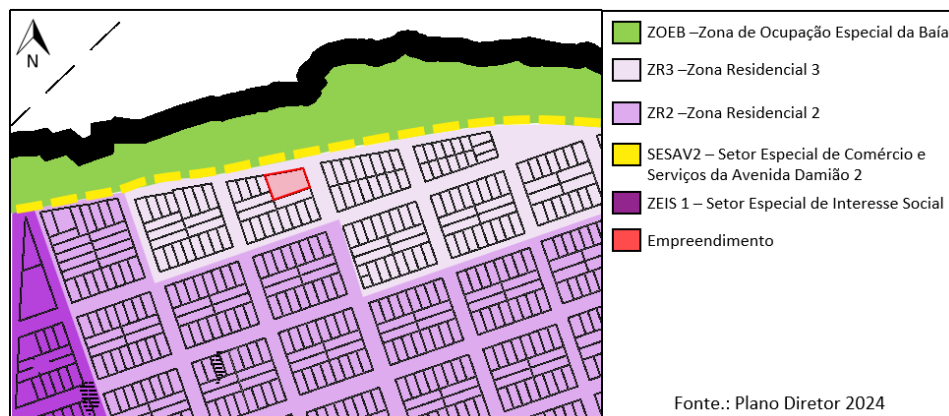 N
ZOEB –Zona de Ocupação Especial da Baía
ZR3 –Zona Residencial 3
ZR2 –Zona Residencial 2
SESAV2 – Setor Especial de Comércio e
Serviços da Avenida Damião 2
ZEIS 1 – Setor Especial de Interesse Social
Empreendimento
Fonte.: Plano Diretor 2024